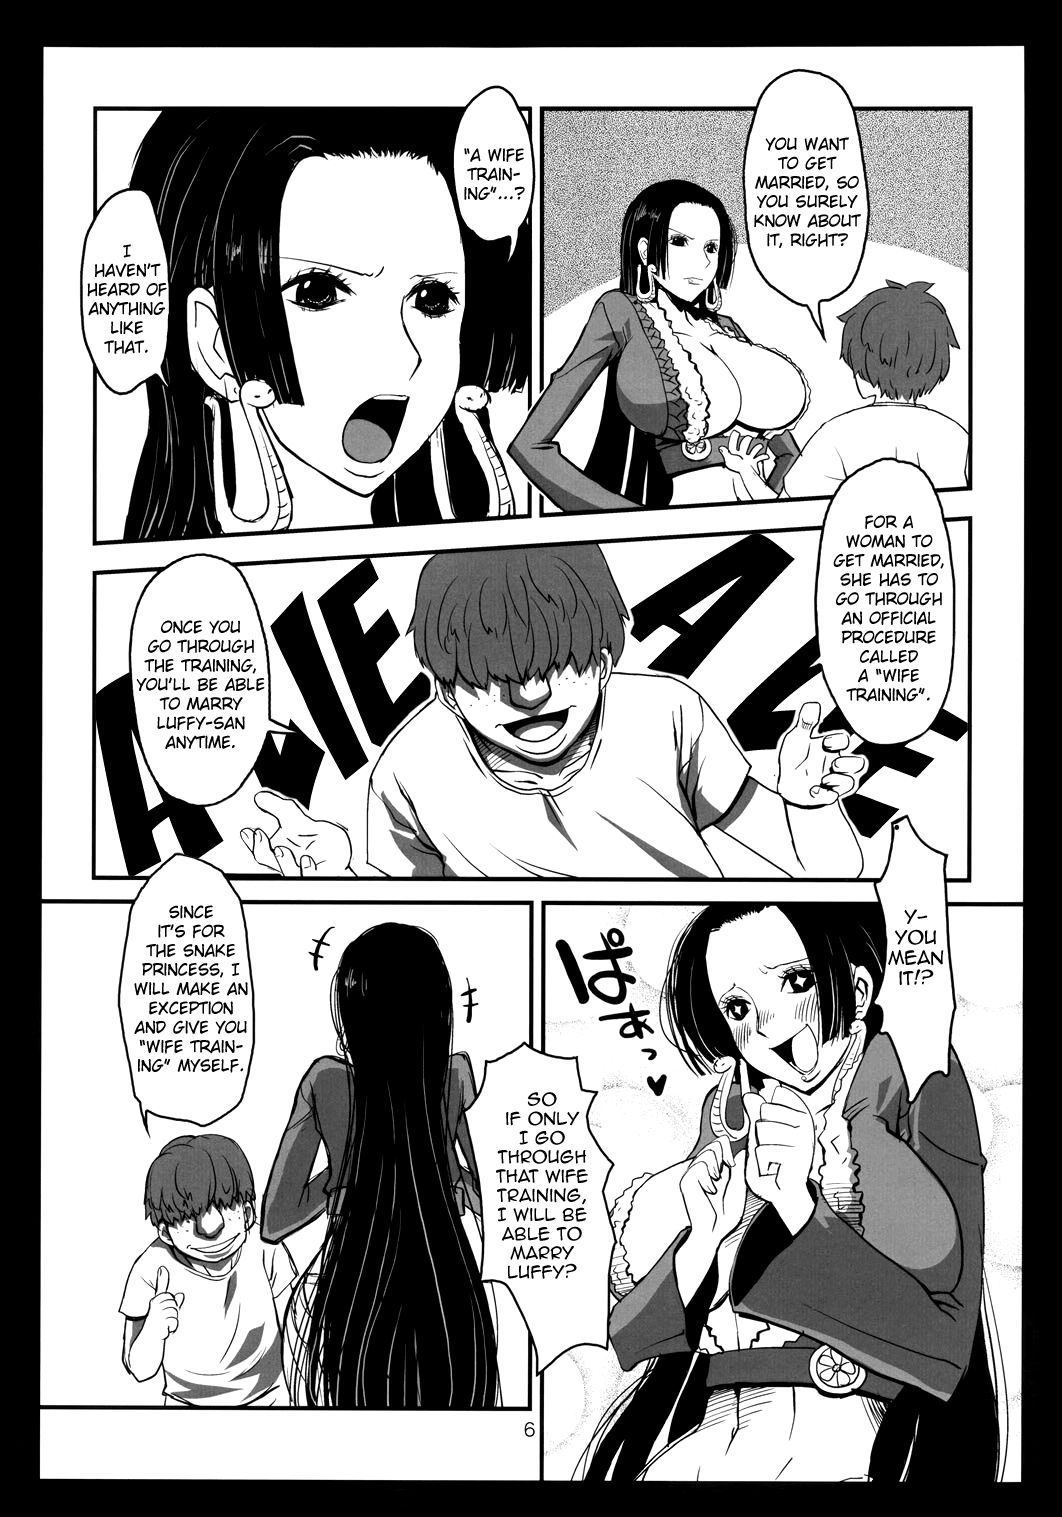 YOU WANT
TO GET
MARRIED, SO
YOU SURELY
KNOW ABOUT
IT, RIGHT?
"A WIFE
TRAIN-
ING"...?
I
HAVEN'T
HEARD OF
ANYTHING
LIKE
THAT.
FOR A
WOMAN TO
GET MARRIED,
SHE HAS TO
GO THROUGH
AN OFFICIAL
PROCEDURE
CALLED
A "WIFE
TRAINING".
ONCE YOU
GO THROUGH
THE TRAINING,
YOU'LL BE ABLE
TO MARRY
LUFFY-SAN
ANYTIME.
Y-
YOU
MEAN
IT!?
ぱあっ
SO
IF ONLY
I GO
THROUGH
THAT WIFE
TRAINING,
I WILL BE
ABLE TO
MARRY
LUFFY?
SINCE
IT'S FOR
THE SNAKE
PRINCESS, I
WILL MAKE AN
EXCEPTION
AND GIVE YOU
"WIFE TRAIN-
ING" MYSELF.
6